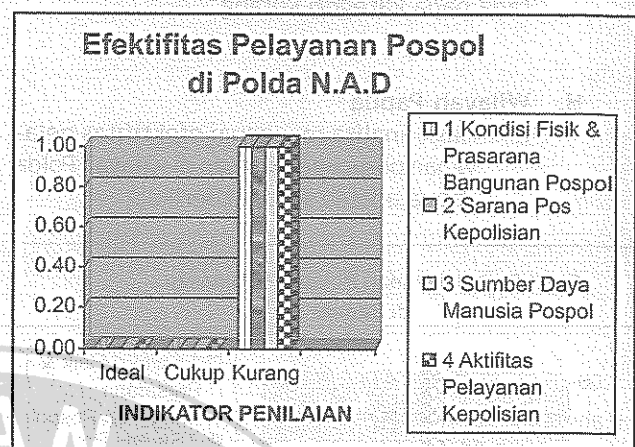 Efektifitas Pelayanan Pospol
di Polda N.A.D
1.00
0.80
0.60
0.40
0.20
0.00
Ideal Cukup Kurang
INDIKATOR PENILAIAN
1 Kondisi Fisik &
Prasarana
Bangunan Pospol
2 Sarana Pos
Kepolisian
3 Sumber Daya
Manusia Pospol
4 Aktifitas
Pelayanan
Kepolisian